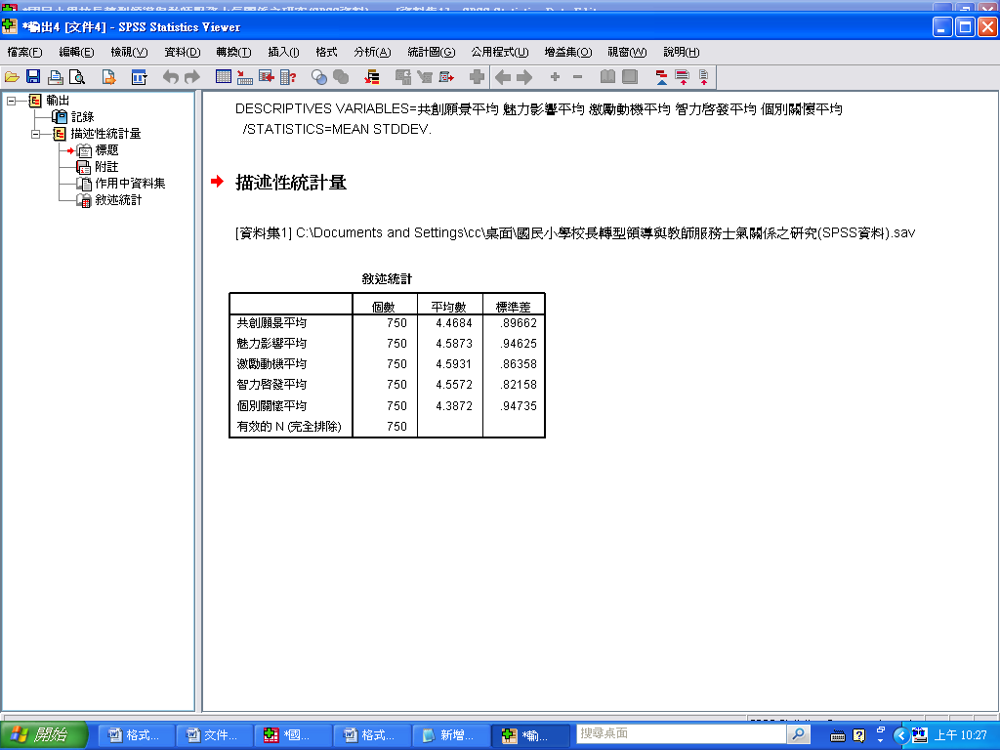 *輸出4 [文件4] - SPSS Statistics Viewer
檔案(F) 編輯(E) 檢視(V) 資料(D) 轉換(T) 插入(I) 格式 分析(A) 統計圖(G) 公用程式(U) 增益集(O) 視窗(W) 說明(H)
輸出
記錄
描述性統計量
標題
附註
作用中資料集
敘述統計
DESCRIPTIVES VARIABLES=共創願景平均 魅力影響平均 激勵動機平均 智力啟發平均 個別關懷平均
/STATISTICS=MEAN STDDEV.
描述性統計量
[資料集1] C:\Documents and Settings\cc\桌面\國民小學校長轉型領導與教師服務士氣關係之研究(SPSS資料).sav
敘述統計
個數 平均數 標準差
共創願景平均 750 4.4684 .89662
魅力影響平均 750 4.5873 .94625
激勵動機平均 750 4.5931 .86358
智力啟發平均 750 4.5572 .82158
個別關懷平均 750 4.3872 .94735
有效的 N (完全排除) 750
開始 格式... 文件... *國... 格式... 新增... *輸... 搜尋桌面 上午 10:27